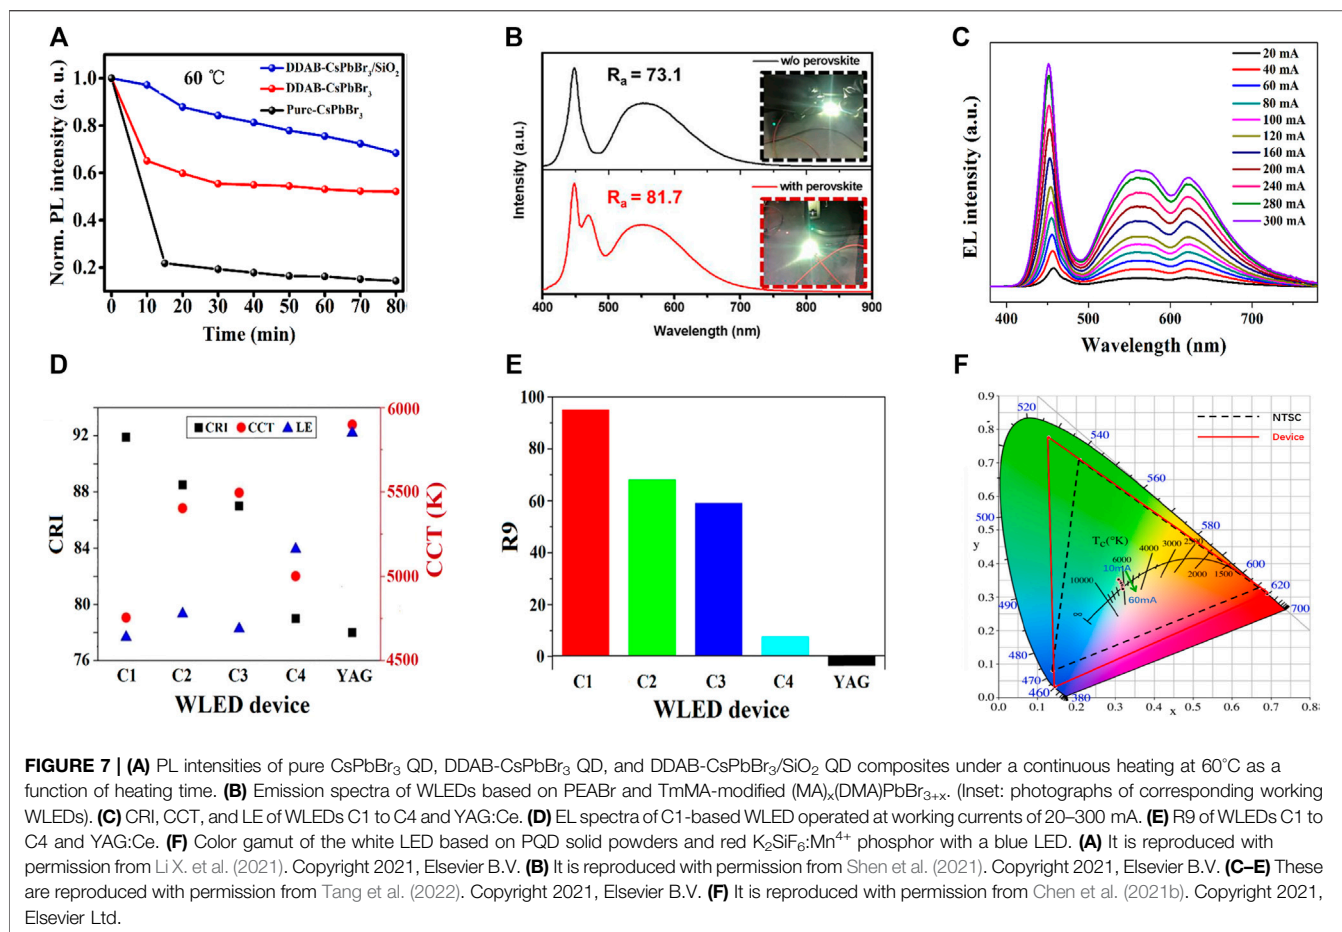 A
Norm. PL intensity (a. u.)
1.0
0.8
0.6
0.4
0.2
60 ℃
DDAB-CsPbBr₃/SiO₂
DDAB-CsPbBr₃
Pure-CsPbBr₃
0 10 20 30 40 50 60 70 80
Time (min)
B
Intensity (a.u.)
Rₐ = 73.1
w/o perovskite
Rₐ = 81.7
with perovskite
400 500 600 700 800 900
Wavelength (nm)
C
EL intensity (a.u.)
20 mA
40 mA
60 mA
80 mA
100 mA
120 mA
160 mA
200 mA
240 mA
280 mA
300 mA
400 500 600 700
Wavelength (nm)
D
CRI
92
88
84
80
76
CRI CCT LE
6000
5500
5000
4500
CCT (K)
C1 C2 C3 C4 YAG
WLED device
E
R9
100
80
60
40
20
0
C1 C2 C3 C4 YAG
WLED device
F
0.9
0.8
0.7
0.6
0.5
y
0.4
0.3
0.2
0.1
0.0
NTSC
Device
520
540
560
580
600
620
700
500
490
480
470
460
380
T_C(°K)
10000
6000
4000
3000
2500
2000
1500
∞
10mA
60mA
0.0 0.1 0.2 0.3 0.4 0.5 0.6 0.7 0.8
x
FIGURE 7 | (A) PL intensities of pure CsPbBr₃ QD, DDAB-CsPbBr₃ QD, and DDAB-CsPbBr₃/SiO₂ QD composites under a continuous heating at 60°C as a
function of heating time. (B) Emission spectra of WLEDs based on PEABr and TmMA-modified (MA)ₓ(DMA)PbBr₃₊ₓ. (Inset: photographs of corresponding working
WLEDs). (C) CRI, CCT, and LE of WLEDs C1 to C4 and YAG:Ce. (D) EL spectra of C1-based WLED operated at working currents of 20–300 mA. (E) R9 of WLEDs C1 to
C4 and YAG:Ce. (F) Color gamut of the white LED based on PQD solid powders and red K₂SiF₆:Mn⁴⁺ phosphor with a blue LED. (A) It is reproduced with
permission from Li X. et al. (2021). Copyright 2021, Elsevier B.V. (B) It is reproduced with permission from Shen et al. (2021). Copyright 2021, Elsevier B.V. (C–E) These
are reproduced with permission from Tang et al. (2022). Copyright 2021, Elsevier B.V. (F) It is reproduced with permission from Chen et al. (2021b). Copyright 2021,
Elsevier Ltd.